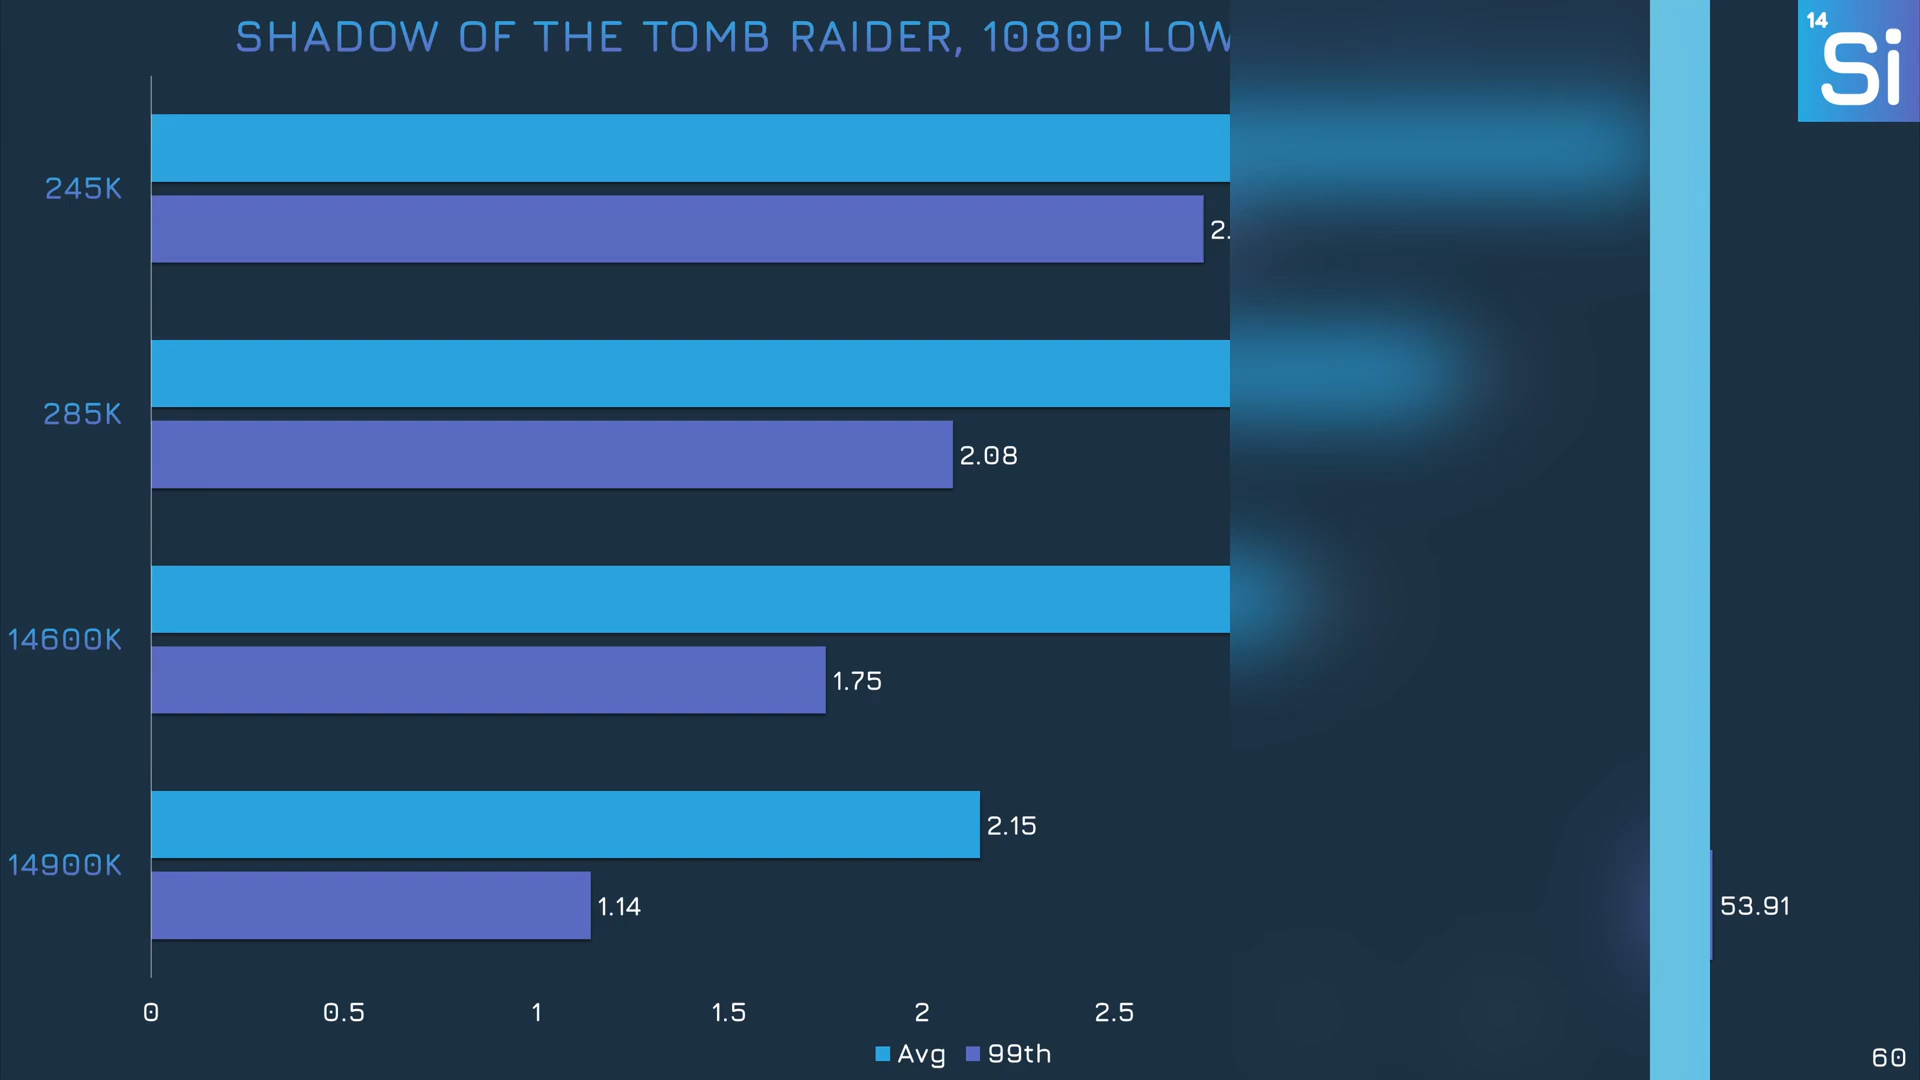 SHADOW OF THE TOMB RAIDER, 1080P LOW
14
Si
245K
2.
285K
2.08
14600K
1.75
2.15
14900K
1.14
53.91
0 0.5 1 1.5 2 2.5
Avg 99th
60